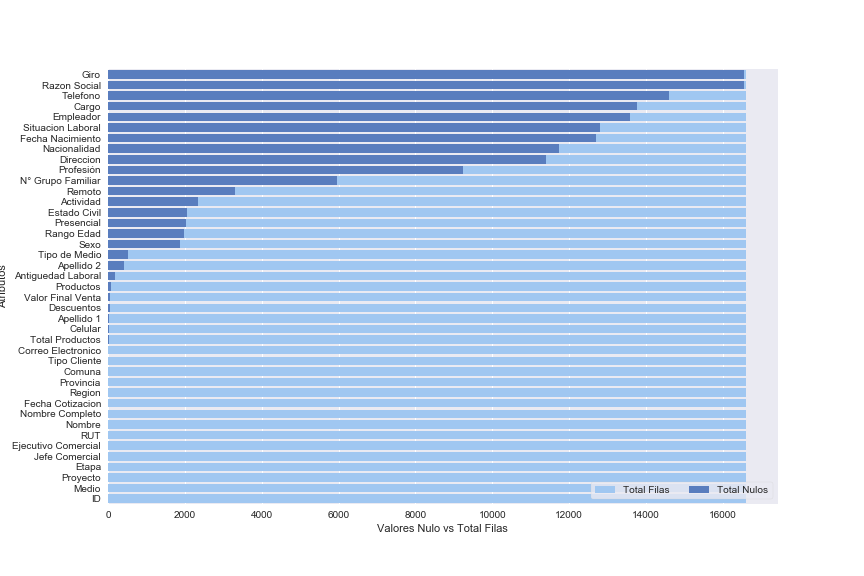 Giro
Razon Social
Telefono
Cargo
Empleador
Situacion Laboral
Fecha Nacimiento
Nacionalidad
Direccion
Profesión
N° Grupo Familiar
Remoto
Actividad
Estado Civil
Presencial
Rango Edad
Sexo
Tipo de Medio
Apellido 2
Antiguedad Laboral
Productos
Valor Final Venta
Descuentos
Apellido 1
Celular
Total Productos
Correo Electronico
Tipo Cliente
Comuna
Provincia
Region
Fecha Cotizacion
Nombre Completo
Nombre
RUT
Ejecutivo Comercial
Jefe Comercial
Etapa
Proyecto
Medio
ID
Atributos
Total Filas Total Nulos
0 2000 4000 6000 8000 10000 12000 14000 16000
Valores Nulo vs Total Filas